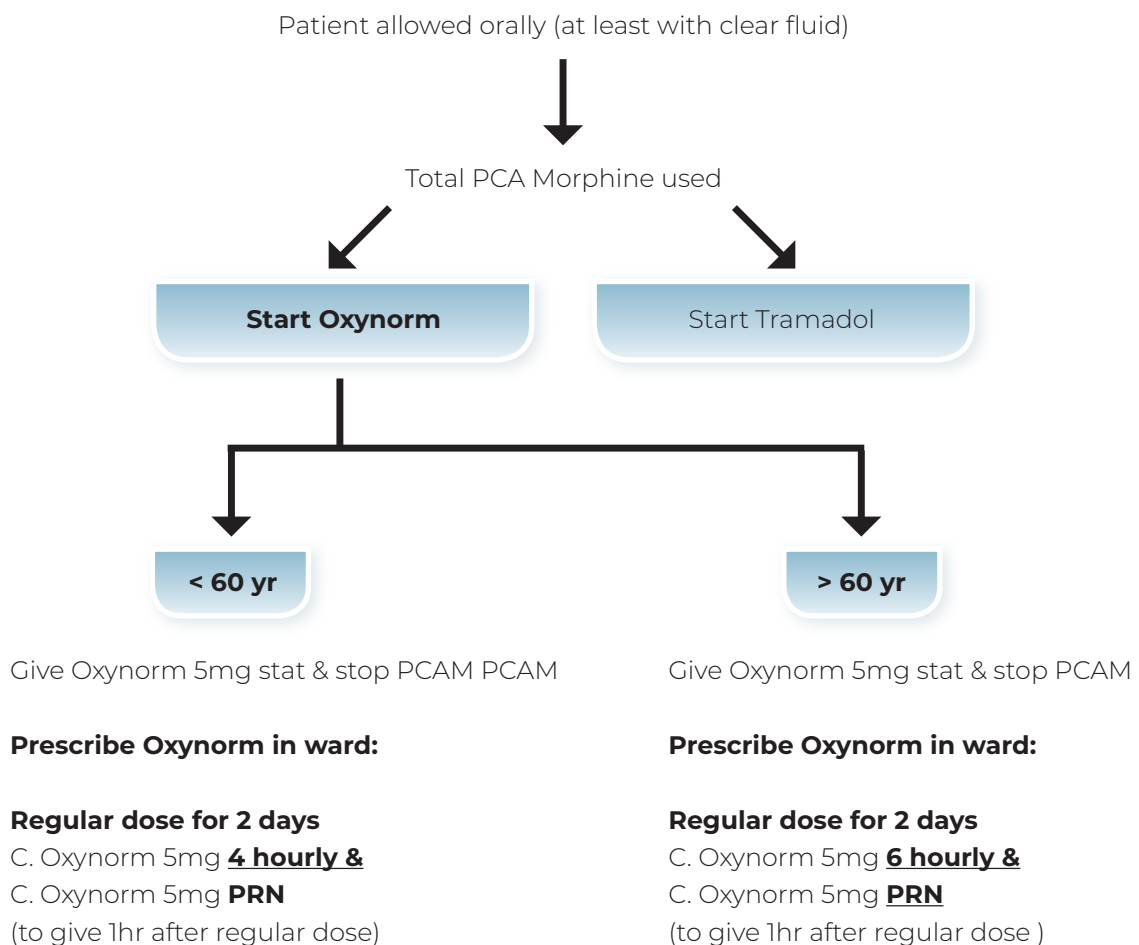 Patient allowed orally (at least with clear fluid)
Total PCA Morphine used
Start Oxynorm
Start Tramadol
< 60 yr
> 60 yr
Give Oxynorm 5mg stat & stop PCAM PCAM
Prescribe Oxynorm in ward:
Regular dose for 2 days
C. Oxynorm 5mg 4 hourly &
C. Oxynorm 5mg PRN
(to give 1hr after regular dose)
Give Oxynorm 5mg stat & stop PCAM
Prescribe Oxynorm in ward:
Regular dose for 2 days
C. Oxynorm 5mg 6 hourly &
C. Oxynorm 5mg PRN
(to give 1hr after regular dose )